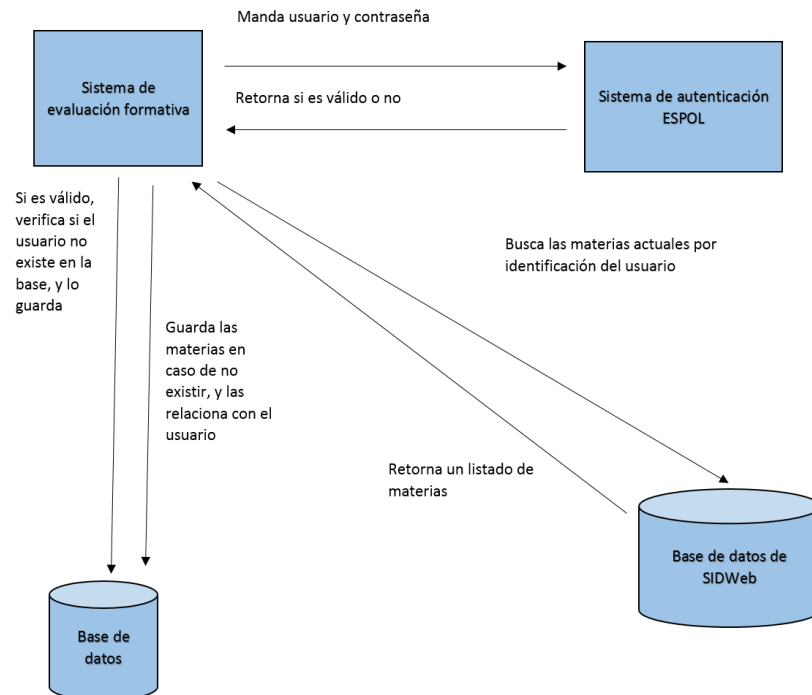 Manda usuario y contraseña
Sistema de
evaluación formativa
Retorna si es válido o no
Sistema de autenticación
ESPOL
Si es válido,
verifica si el
usuario no
existe en la
base, y lo
guarda
Busca las materias actuales por
identificación del usuario
Guarda las
materias en
caso de no
existir, y las
relaciona con el
usuario
Retorna un listado de
materias
Base de datos de
SIDWeb
Base de
datos